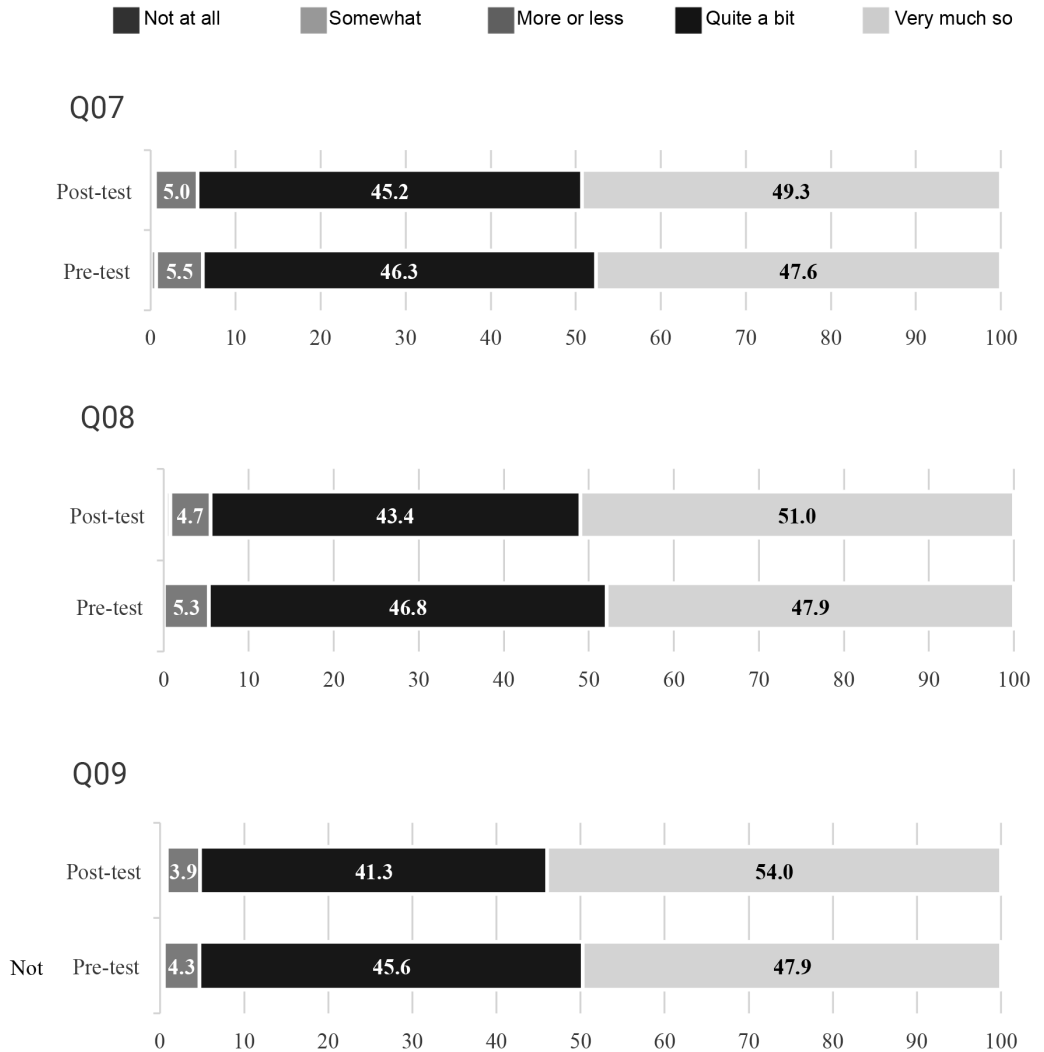 Not at all Somewhat More or less Quite a bit Very much so
Q07
Post-test 5.0 45.2 49.3
Pre-test 5.5 46.3 47.6
0 10 20 30 40 50 60 70 80 90 100
Q08
Post-test 4.7 43.4 51.0
Pre-test 5.3 46.8 47.9
0 10 20 30 40 50 60 70 80 90 100
Q09
Post-test 3.9 41.3 54.0
Not Pre-test 4.3 45.6 47.9
0 10 20 30 40 50 60 70 80 90 100